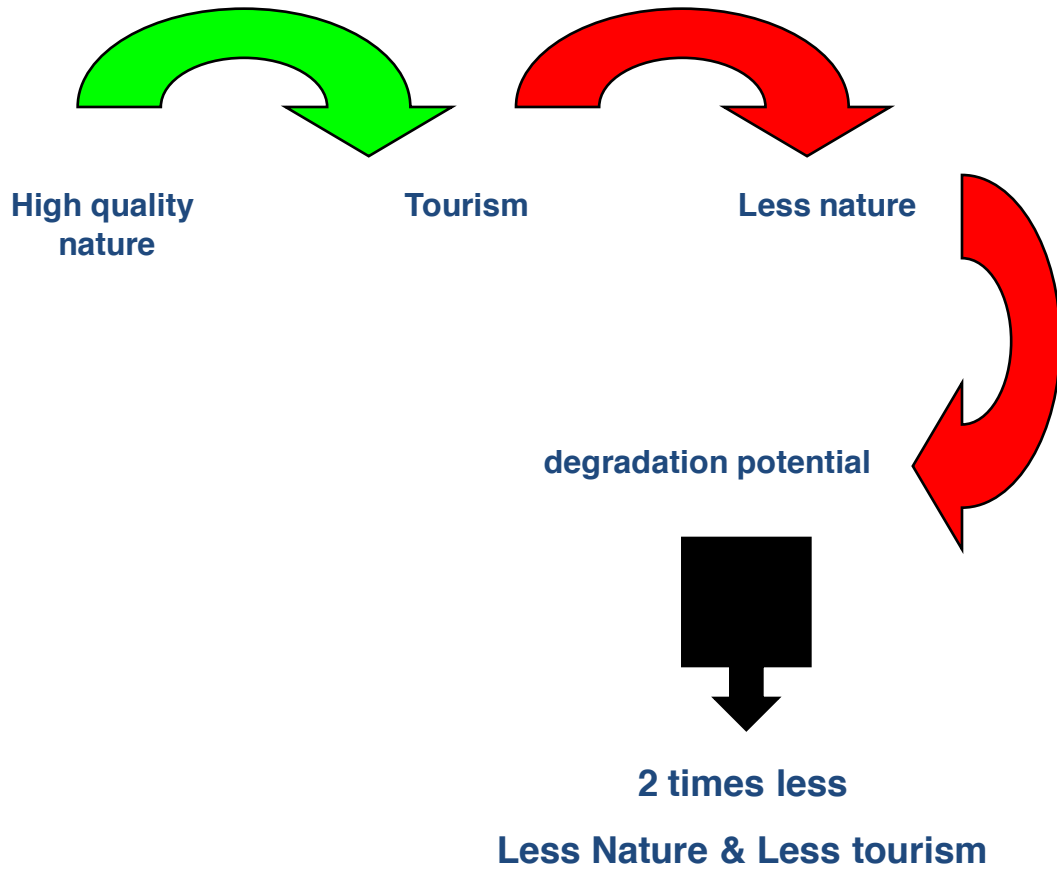 High quality
nature
Tourism
Less nature
degradation potential
2 times less
Less Nature & Less tourism